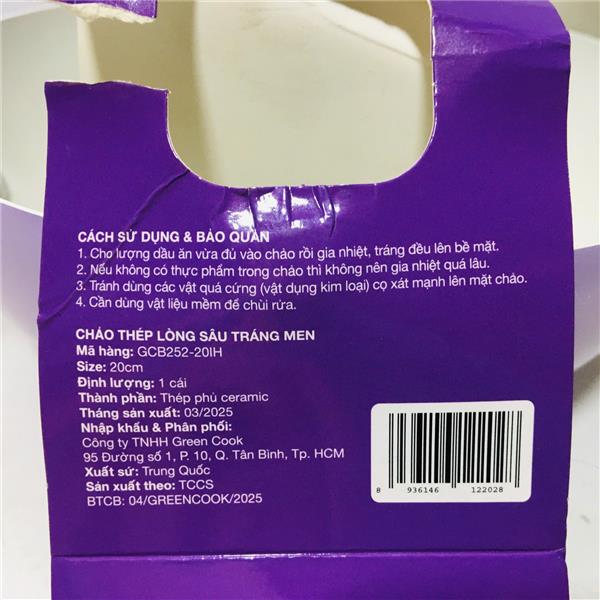 CÁCH SỬ DỤNG & BẢO QUẢN
1. Cho lượng dầu ăn vừa đủ vào chảo rồi gia nhiệt, tráng đều lên bề mặt.
2. Nếu không có thực phẩm trong chảo thì không nên gia nhiệt quá lâu.
3. Tránh dùng các vật quá cứng (vật dụng kim loại) cọ xát mạnh lên mặt chảo.
4. Cần dùng vật liệu mềm để chùi rửa.
CHẢO THÉP LÒNG SÂU TRÁNG MEN
Mã hàng: GCB252-20IH
Size: 20cm
Định lượng: 1 cái
Thành phần: Thép phủ ceramic
Tháng sản xuất: 03/2025
Nhập khẩu & Phân phối:
Công ty TNHH Green Cook
95 Đường số 1, P. 10, Q. Tân Bình, Tp. HCM
Xuất sứ: Trung Quốc
Sản xuất theo: TCCS
BTCB: 04/GREENCOOK/2025
8 936146 122028